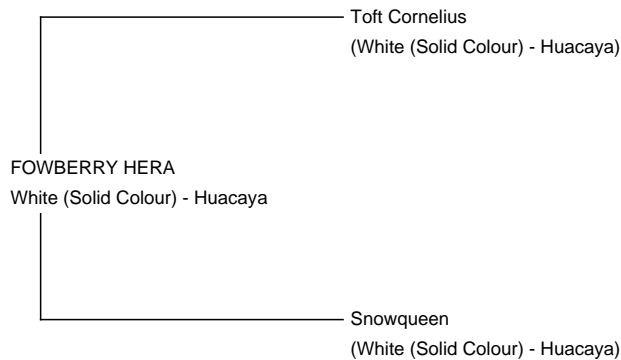 Toft Cornelius
(White (Solid Colour) - Huacaya)
FOWBERRY HERA
White (Solid Colour) - Huacaya
Snowqueen
(White (Solid Colour) - Huacaya)